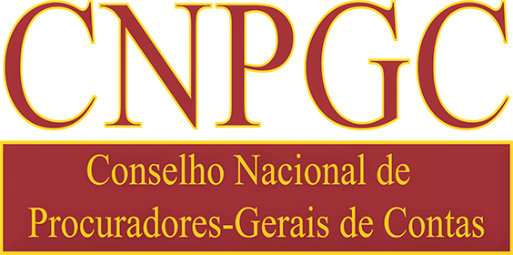 CNPGC
Conselho Nacional de
Procuradores-Gerais de Contas